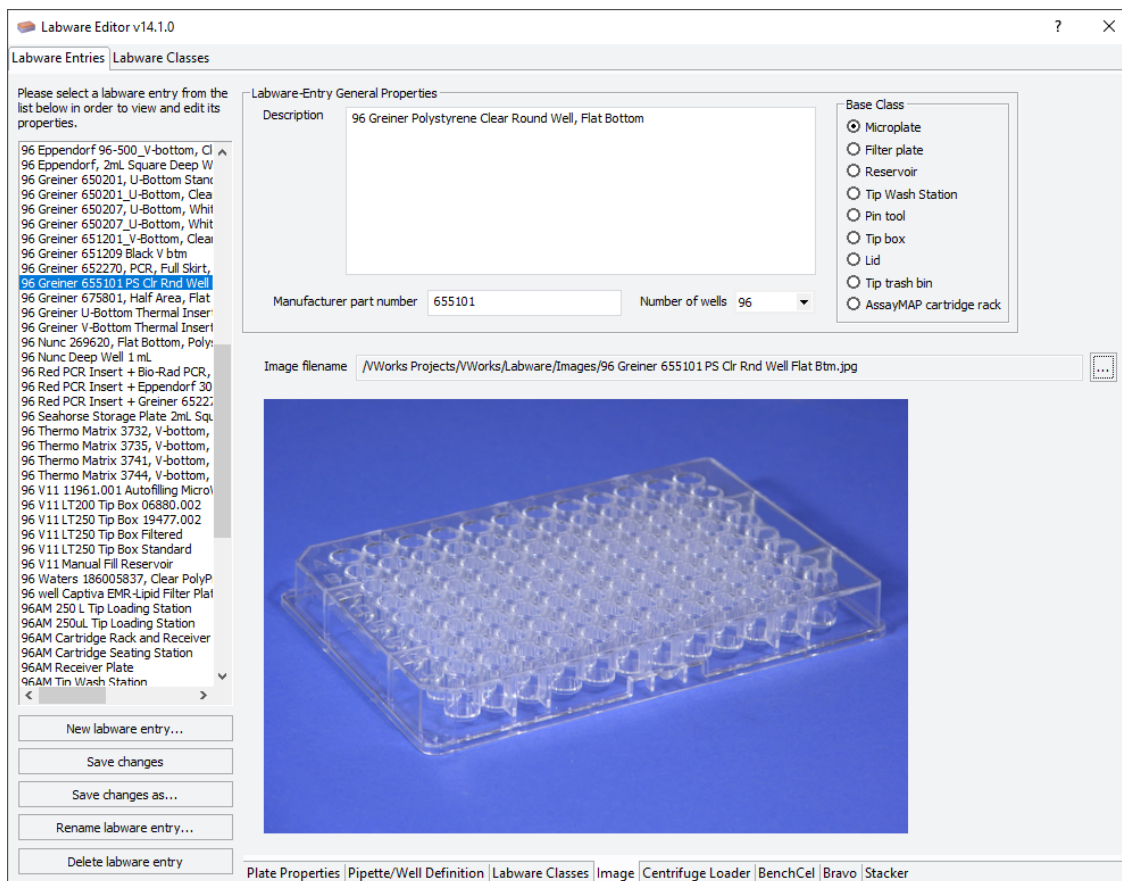 Labware Editor v14.1.0
?
Labware Entries
Labware Classes
Please select a labware entry from the
list below in order to view and edit its
properties.
96 Eppendorf 96-500_V-bottom, Cl
96 Eppendorf, 2mL Square Deep W
96 Greiner 650201, U-Bottom Stand
96 Greiner 650201_U-Bottom, Clea
96 Greiner 650207, U-Bottom, Whit
96 Greiner 650207_U-Bottom, Whit
96 Greiner 651201_V-Bottom, Clear
96 Greiner 651209 Black V btm
96 Greiner 652270, PCR, Full Skirt,
96 Greiner 655101 PS Clr Rnd Well
96 Greiner 675801, Half Area, Flat
96 Greiner U-Bottom Thermal Insert
96 Greiner V-Bottom Thermal Insert
96 Nunc 269620, Flat Bottom, Polys
96 Nunc Deep Well 1 mL
96 Red PCR Insert + Bio-Rad PCR,
96 Red PCR Insert + Eppendorf 30
96 Red PCR Insert + Greiner 65227
96 Seahorse Storage Plate 2mL Squ
96 Thermo Matrix 3732, V-bottom,
96 Thermo Matrix 3735, V-bottom,
96 Thermo Matrix 3741, V-bottom,
96 Thermo Matrix 3744, V-bottom,
96 V11 11961.001 Autofilling Micro
96 V11 LT200 Tip Box 06880.002
96 V11 LT250 Tip Box 19477.002
96 V11 LT250 Tip Box Filtered
96 V11 LT250 Tip Box Standard
96 V11 Manual Fill Reservoir
96 Waters 186005837, Clear PolyP
96 well Captiva EMR-Lipid Filter Plat
96AM 250 L Tip Loading Station
96AM 250uL Tip Loading Station
96AM Cartridge Rack and Receiver
96AM Cartridge Seating Station
96AM Receiver Plate
96AM Tip Wash Station
New labware entry...
Save changes
Save changes as...
Rename labware entry...
Delete labware entry
Labware-Entry General Properties
Description
96 Greiner Polystyrene Clear Round Well, Flat Bottom
Manufacturer part number
655101
Number of wells
96
Base Class
Microplate
Filter plate
Reservoir
Tip Wash Station
Pin tool
Tip box
Lid
Tip trash bin
AssayMAP cartridge rack
Image filename
/VWorks Projects/VWorks/Labware/Images/96 Greiner 655101 PS Clr Rnd Well Flat Btm.jpg
...
Plate Properties
Pipette/Well Definition
Labware Classes
Image
Centrifuge Loader
BenchCel
Bravo
Stacker